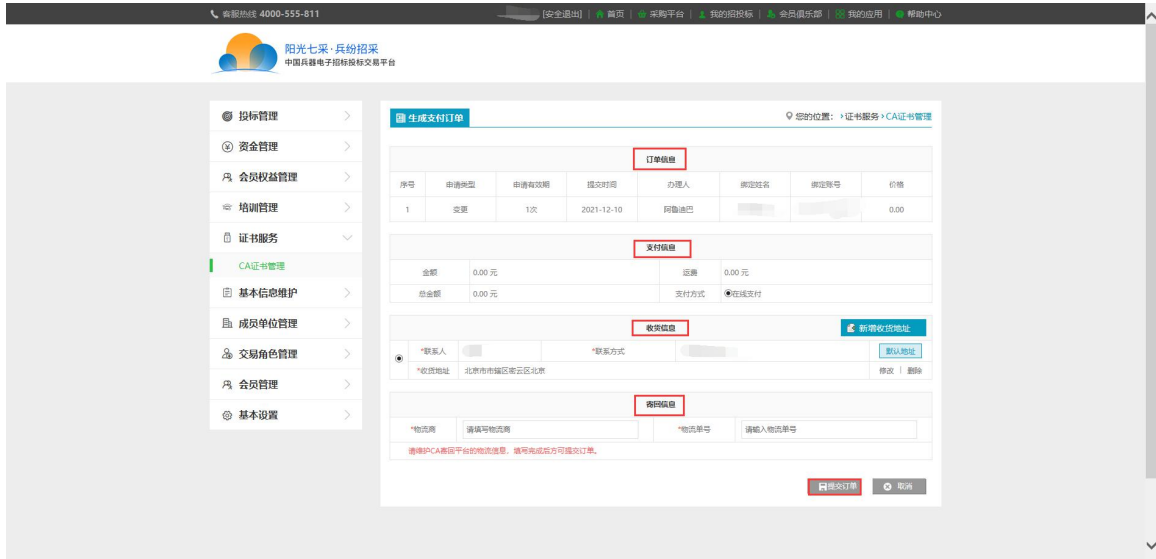 客服热线 4000-555-811
[安全退出] | 首页 | 采购平台 | 我的招投标 | 会员俱乐部 | 我的应用 | 帮助中心
阳光七采·兵纷招采
中国兵器电子招标投标交易平台
投标管理
资金管理
会员权益管理
培训管理
证书服务
CA证书管理
基本信息维护
成员单位管理
交易角色管理
会员管理
基本设置
生成支付订单
您的位置： ›证书服务›CA证书管理
订单信息
序号 申请类型 申请有效期 提交时间 办理人 绑定姓名 绑定账号 价格
1 变更 1次 2021-12-10 阿鲁迪巴 0.00
支付信息
金额 0.00 元 运费 0.00 元
总金额 0.00 元 支付方式 在线支付
收货信息 新增收货地址
*联系人 *联系方式 默认地址
*收货地址 北京市市辖区密云区北京 修改 | 删除
寄回信息
*物流商 请填写物流商 *物流单号 请输入物流单号
请维护CA寄回平台的物流信息，填写完成后方可提交订单。
提交订单 取消